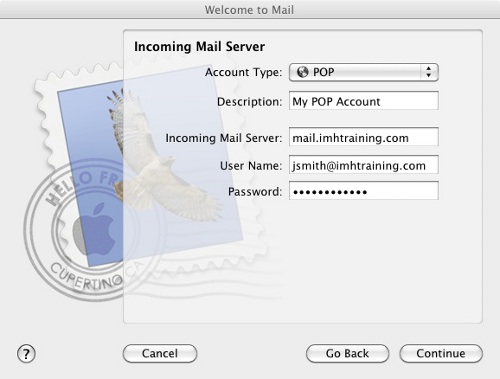 Welcome to Mail
Incoming Mail Server
Account Type: POP
Description: My POP Account
Incoming Mail Server: mail.imhtraining.com
User Name: jsmith@imhtraining.com
Password: ••••••••••••
HELLO FR
CUPERTINO CA
? Cancel Go Back Continue